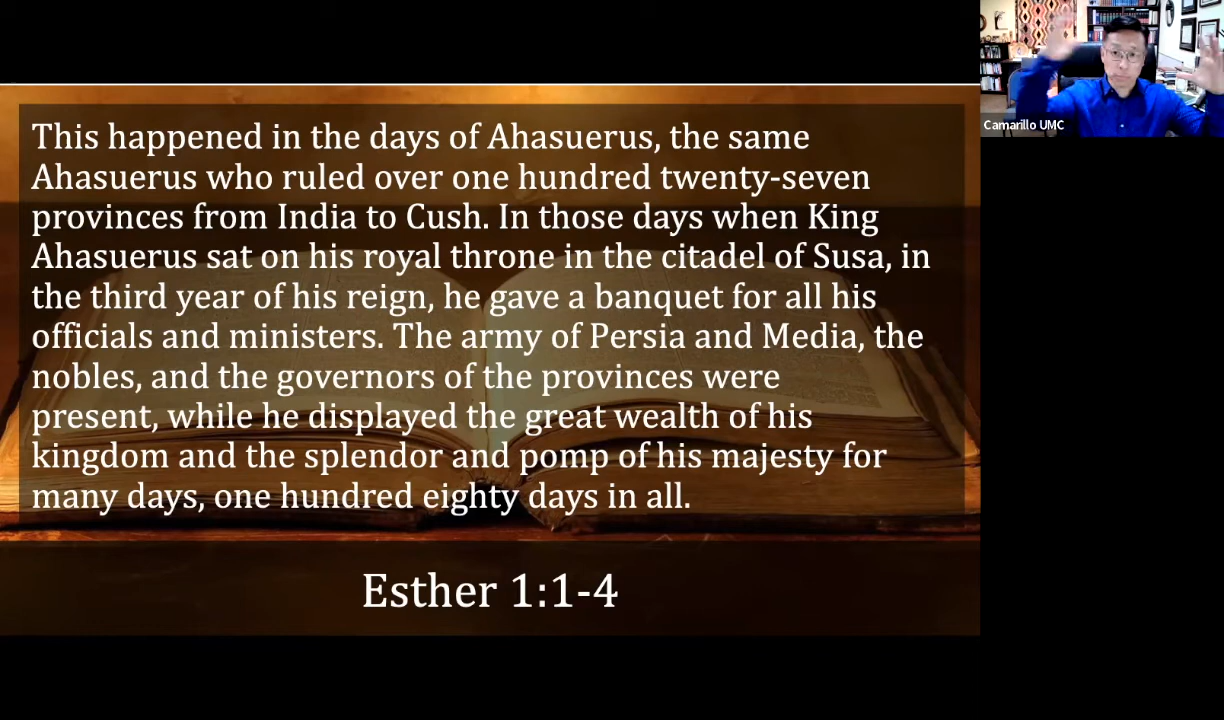 This happened in the days of Ahasuerus, the same
Ahasuerus who ruled over one hundred twenty-seven
provinces from India to Cush. In those days when King
Ahasuerus sat on his royal throne in the citadel of Susa, in
the third year of his reign, he gave a banquet for all his
officials and ministers. The army of Persia and Media, the
nobles, and the governors of the provinces were
present, while he displayed the great wealth of his
kingdom and the splendor and pomp of his majesty for
many days, one hundred eighty days in all.
Esther 1:1-4
Camarillo UMC